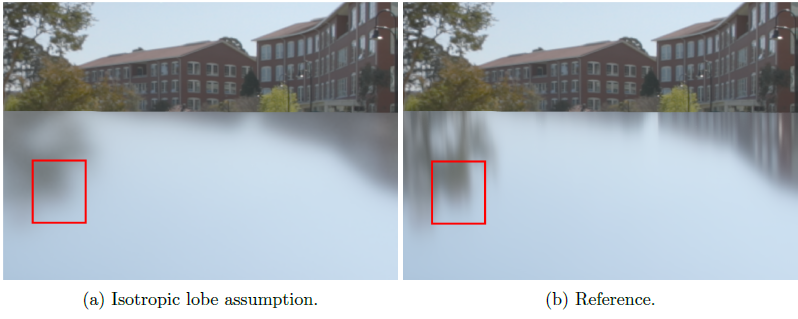 (a) Isotropic lobe assumption.
(b) Reference.